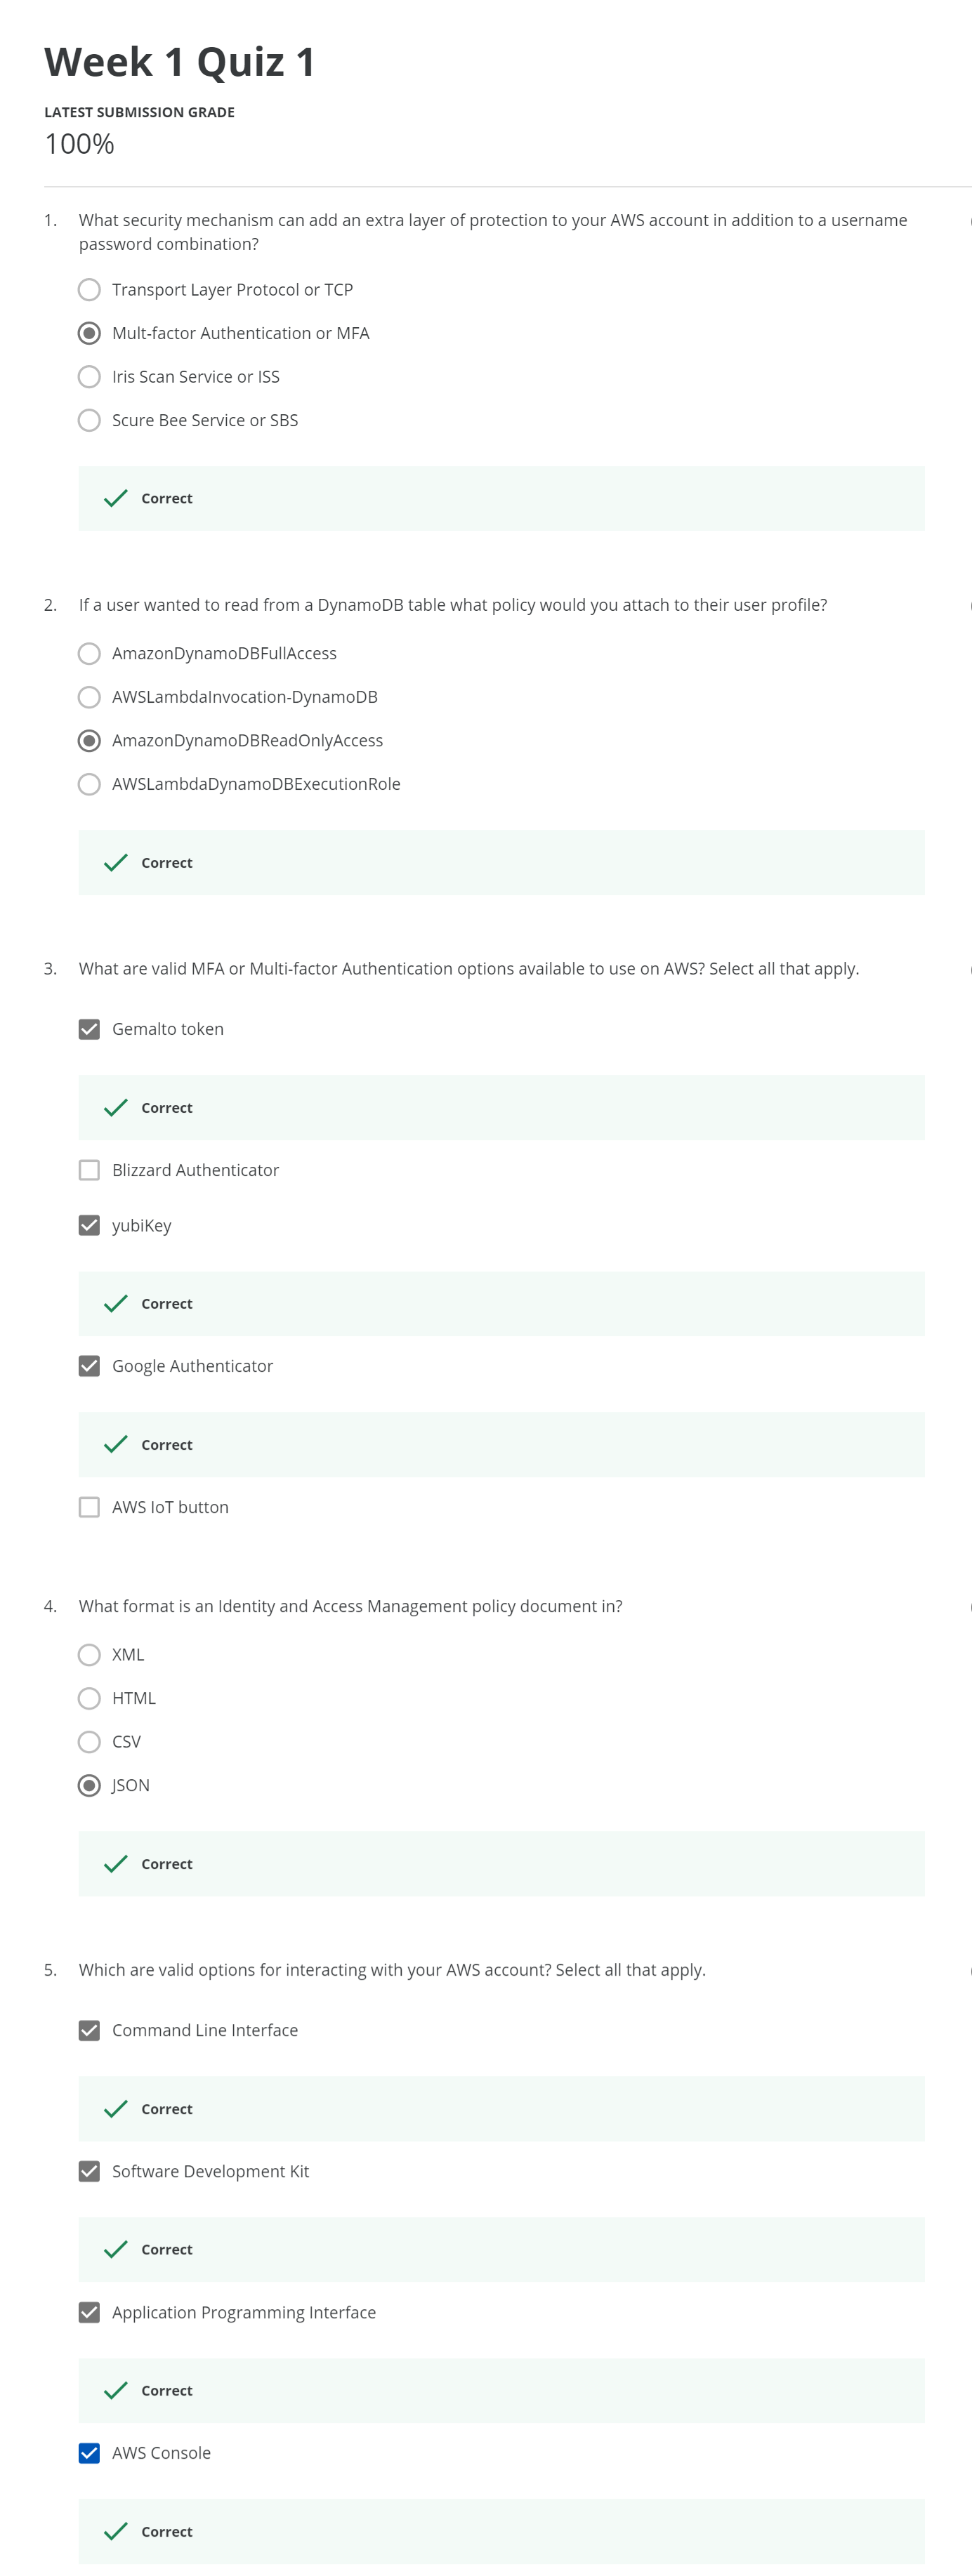 Week 1 Quiz 1
LATEST SUBMISSION GRADE
100%
1. What security mechanism can add an extra layer of protection to your AWS account in addition to a username
password combination?
Transport Layer Protocol or TCP
Mult-factor Authentication or MFA
Iris Scan Service or ISS
Scure Bee Service or SBS
Correct
2. If a user wanted to read from a DynamoDB table what policy would you attach to their user profile?
AmazonDynamoDBFullAccess
AWSLambdaInvocation-DynamoDB
AmazonDynamoDBReadOnlyAccess
AWSLambdaDynamoDBExecutionRole
Correct
3. What are valid MFA or Multi-factor Authentication options available to use on AWS? Select all that apply.
Gemalto token
Correct
Blizzard Authenticator
yubiKey
Correct
Google Authenticator
Correct
AWS IoT button
4. What format is an Identity and Access Management policy document in?
XML
HTML
CSV
JSON
Correct
5. Which are valid options for interacting with your AWS account? Select all that apply.
Command Line Interface
Correct
Software Development Kit
Correct
Application Programming Interface
Correct
AWS Console
Correct